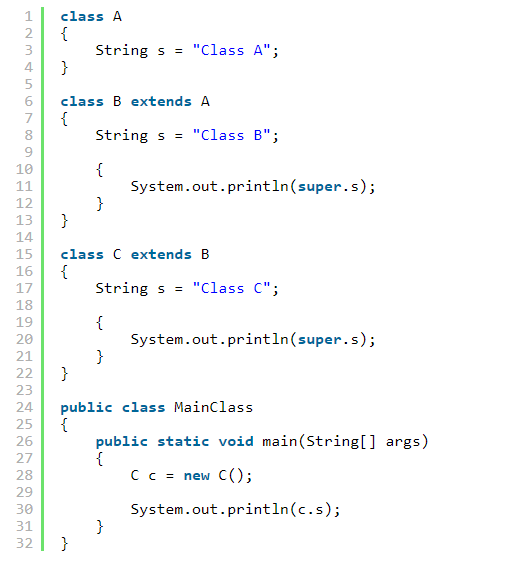 1 class A
2 {
3     String s = "Class A";
4 }
5
6 class B extends A
7 {
8     String s = "Class B";
9
10     {
11         System.out.println(super.s);
12     }
13 }
14
15 class C extends B
16 {
17     String s = "Class C";
18
19     {
20         System.out.println(super.s);
21     }
22 }
23
24 public class MainClass
25 {
26     public static void main(String[] args)
27     {
28         C c = new C();
29
30         System.out.println(c.s);
31     }
32 }